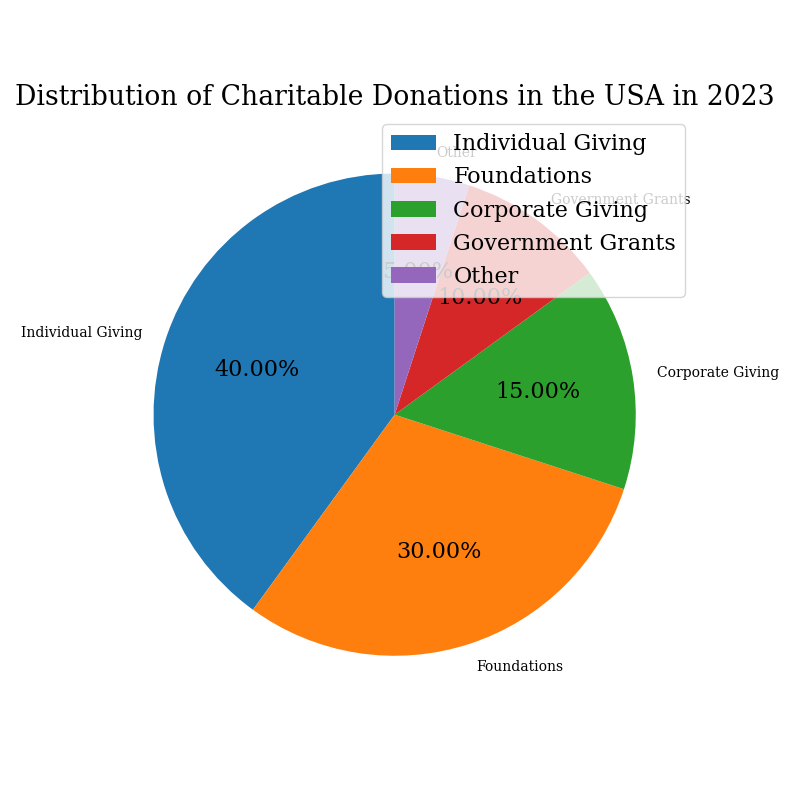 Distribution of Charitable Donations in the USA in 2023
Other
Individual Giving
Foundations
Government Grants
Corporate Giving
Government Grants
Other
5.00%
10.00%
Individual Giving
40.00%
Corporate Giving
15.00%
30.00%
Foundations